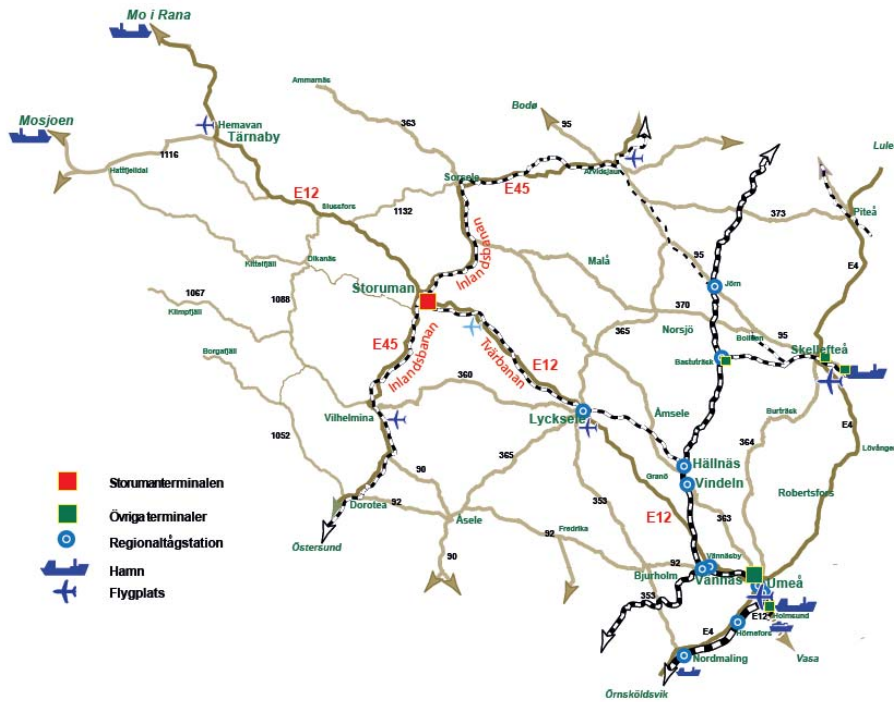 Mo i Rana
Mosjoen
Hemavan
Tärnaby
1116
Hattfjelldal
E12
Slussfors
Ammarnäs
363
Sorsele
E45
1132
Inlandsbanan
Bodø
95
Arvidsjaur
373
Lule
Piteå
E4
Kittelfjäll
Dikanäs
1067
Klimpfjäll
1088
Borgafjäll
Storuman
Malå
95
Jörn
370
365
Norsjö
Boliden
95
Bastuträsk
Skellefteå
E45
Inlandsbanan
Tvärbanan
E12
360
Vilhelmina
Lycksele
Åmsele
Burträsk
364
E4
Lövånger
1052
365
90
Dorotea
92
Åsele
90
Östersund
353
Granö
Hällnäs
Vindeln
E12
363
Robertsfors
92
Fredrika
92
Vännäsby
Bjurholm
Vännäs
Umeå
353
E12
Holmsund
Hörnefors
E4
Nordmaling
Vasa
Örnsköldsvik
Storumanterminalen
Övriga terminaler
Regionaltågstation
Hamn
Flygplats